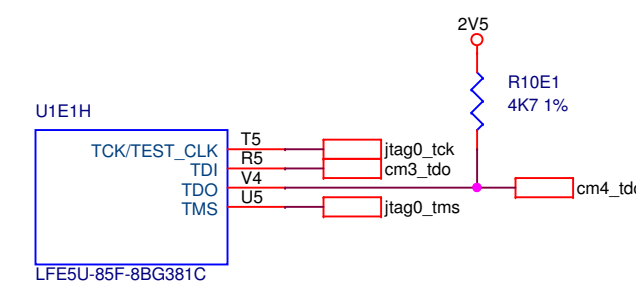 2V5
R10E1
4K7 1%
U1E1H
TCK/TEST_CLK T5 jtag0_tck
TDI R5 cm3_tdo
TDO V4 cm4_tdo
TMS U5 jtag0_tms
LFE5U-85F-8BG381C